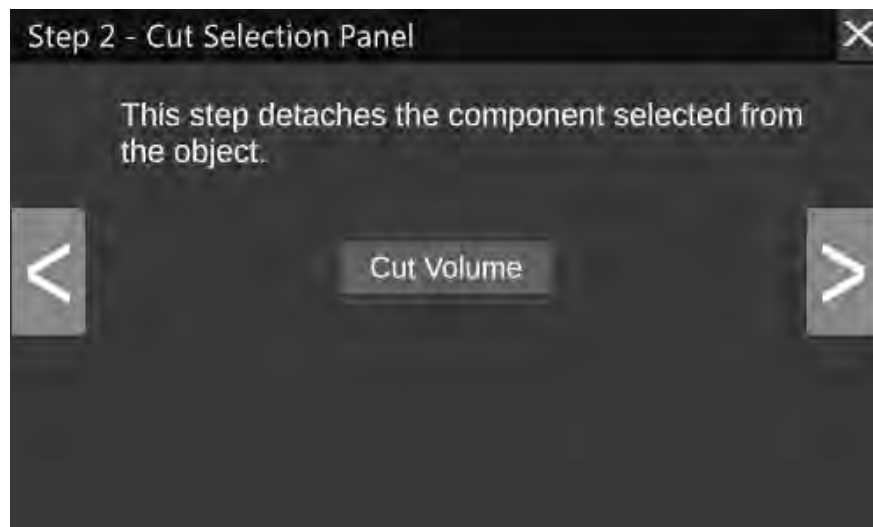 Step 2 - Cut Selection Panel
This step detaches the component selected from
the object.
<
Cut Volume
>